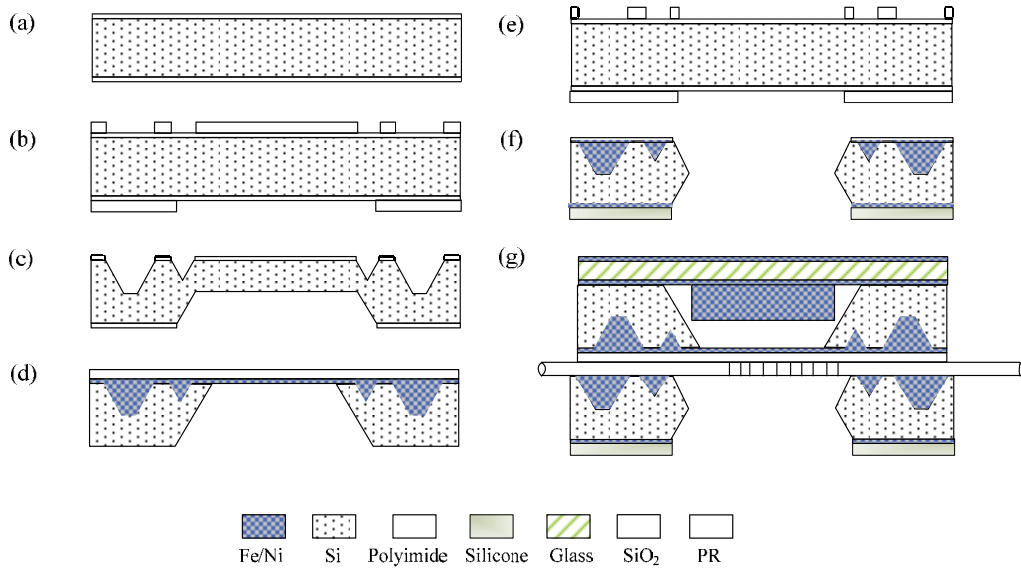 (a)
(b)
(c)
(d)
(e)
(f)
(g)
Fe/Ni Si Polyimide Silicone Glass SiO₂ PR